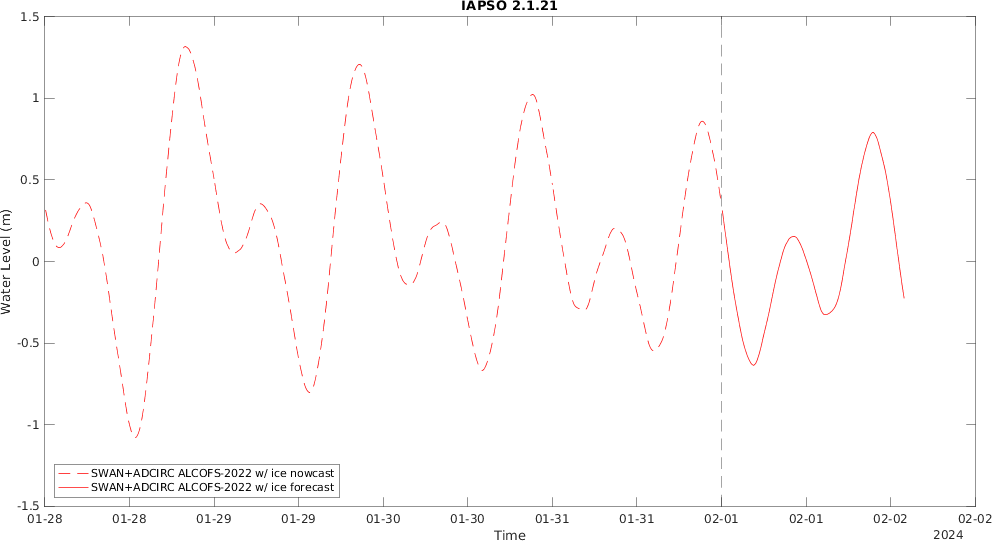 IAPSO 2.1.21
1.5
1
0.5
0
-0.5
-1
-1.5
Water Level (m)
SWAN+ADCIRC ALCOFS-2022 w/ ice nowcast
SWAN+ADCIRC ALCOFS-2022 w/ ice forecast
01-28 01-28 01-29 01-29 01-30 01-30 01-31 01-31 02-01 02-01 02-02 02-02
Time
2024